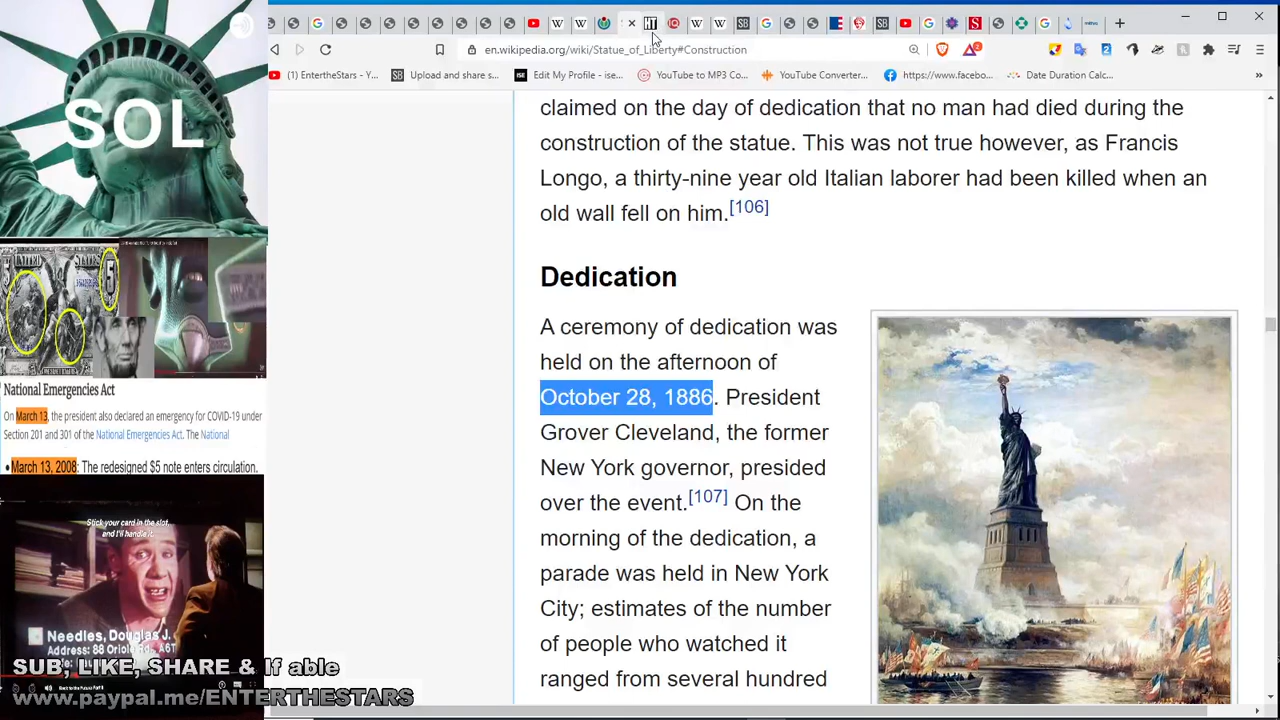 en.wikipedia.org/wiki/Statue_of_Liberty#Construction
(1) EntertheStars - Y...
Upload and share s...
Edit My Profile - ise...
YouTube to MP3 Co...
YouTube Converter...
https://www.facebo...
Date Duration Calc...
SOL
UNITED STATES
National Emergencies Act
On March 13, the president also declared an emergency for COVID-19 under
Section 201 and 301 of the National Emergencies Act. The National
• March 13, 2008: The redesigned $5 note enters circulation.
Stick your card in the slot,
and I'll handle it.
Needles, Douglas J.
Address: 88 Oriole Rd., A6T
SUB, LIKE, SHARE & If able
www.paypal.me/ENTERTHESTARS
claimed on the day of dedication that no man had died during the
construction of the statue. This was not true however, as Francis
Longo, a thirty-nine year old Italian laborer had been killed when an
old wall fell on him.[106]
Dedication
A ceremony of dedication was
held on the afternoon of
October 28, 1886. President
Grover Cleveland, the former
New York governor, presided
over the event.[107] On the
morning of the dedication, a
parade was held in New York
City; estimates of the number
of people who watched it
ranged from several hundred